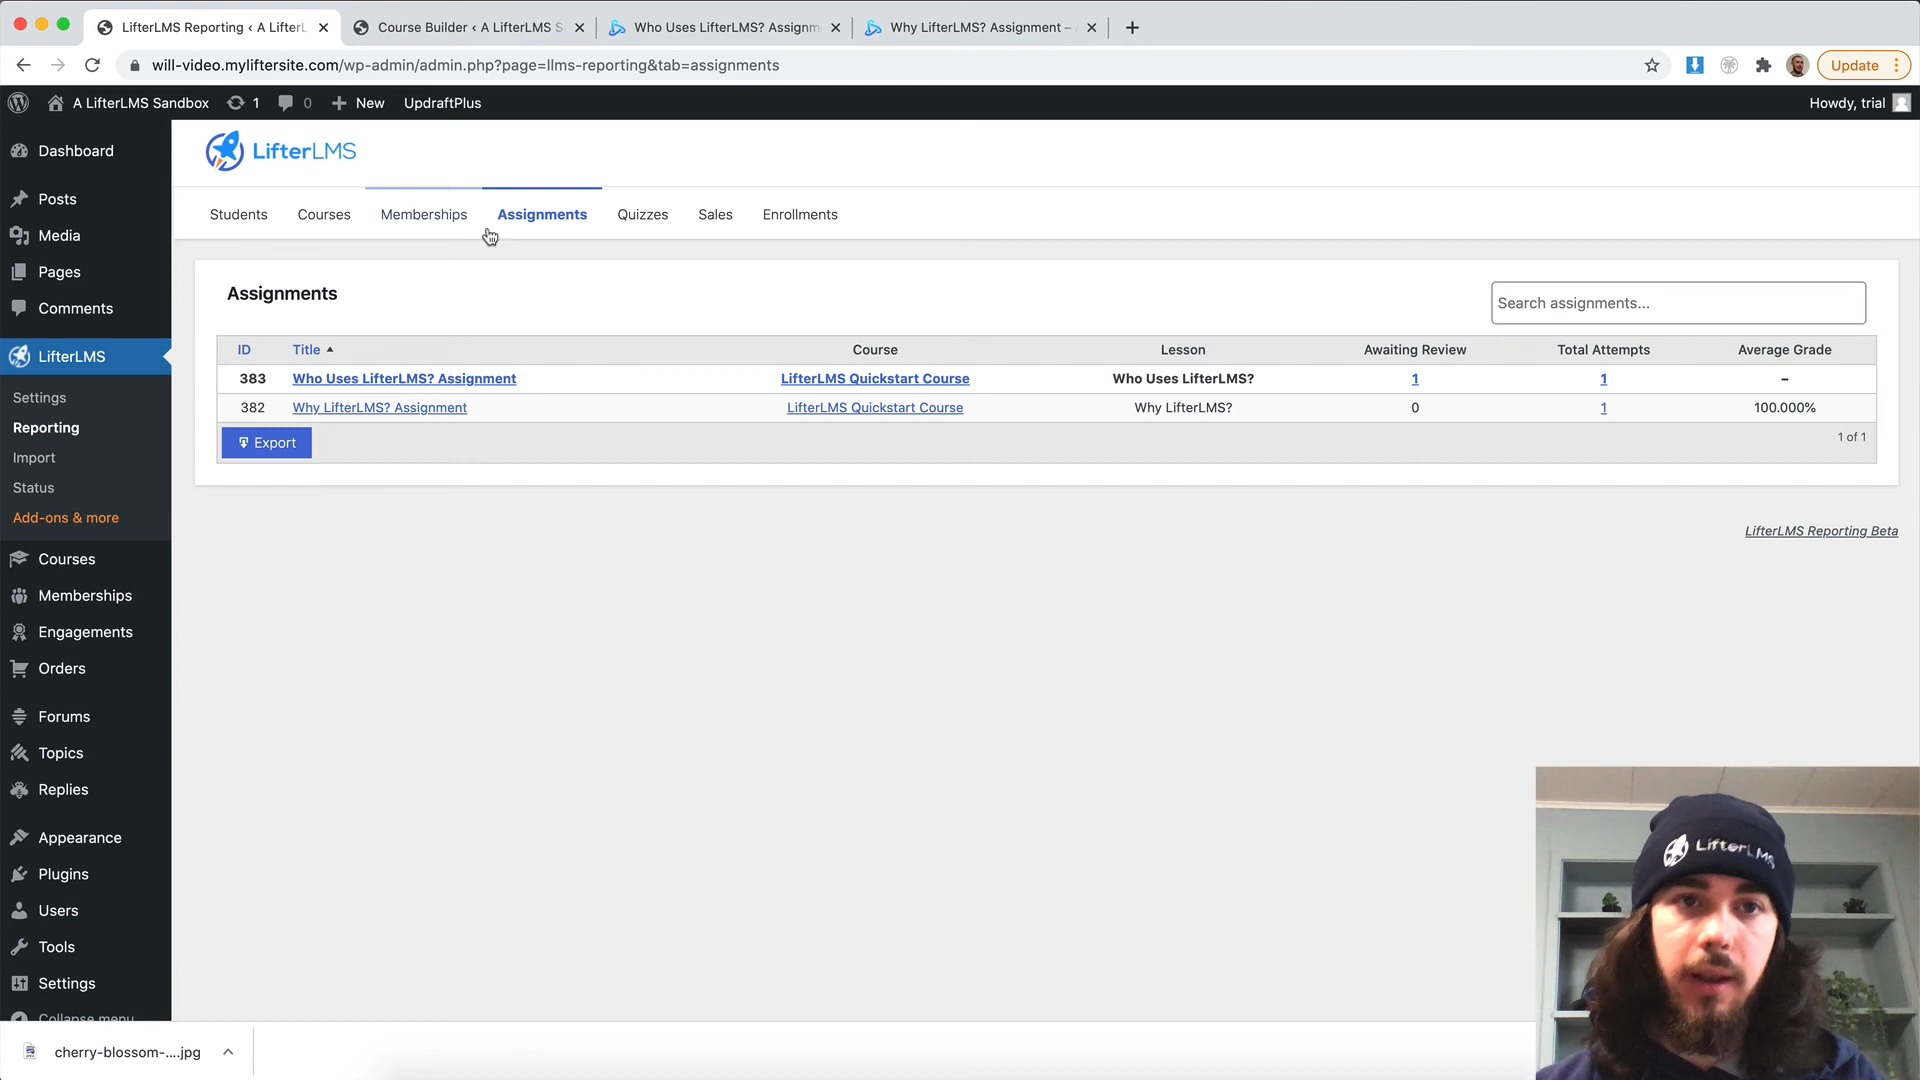 LifterLMS Reporting ‹ A LifterL
Course Builder ‹ A LifterLMS S
Who Uses LifterLMS? Assignm
Why LifterLMS? Assignment –
will-video.myliftersite.com/wp-admin/admin.php?page=llms-reporting&tab=assignments
Update
A LifterLMS Sandbox
1
0
New
UpdraftPlus
Howdy, trial
Dashboard
Posts
Media
Pages
Comments
LifterLMS
Settings
Reporting
Import
Status
Add-ons & more
Courses
Memberships
Engagements
Orders
Forums
Topics
Replies
Appearance
Plugins
Users
Tools
Settings
Collapse menu
LifterLMS
Students Courses Memberships Assignments Quizzes Sales Enrollments
Assignments
Search assignments...
ID Title Course Lesson Awaiting Review Total Attempts Average Grade
383 Who Uses LifterLMS? Assignment LifterLMS Quickstart Course Who Uses LifterLMS? 1 1 –
382 Why LifterLMS? Assignment LifterLMS Quickstart Course Why LifterLMS? 0 1 100.000%
Export
1 of 1
LifterLMS Reporting Beta
LifterLMS
cherry-blossom-....jpg